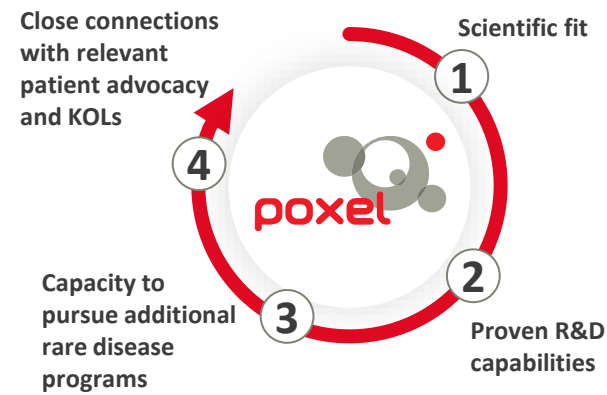 Scientific fit
1
2
Proven R&D
capabilities
3
Capacity to
pursue additional
rare disease
programs
4
Close connections
with relevant
patient advocacy
and KOLs
poxel